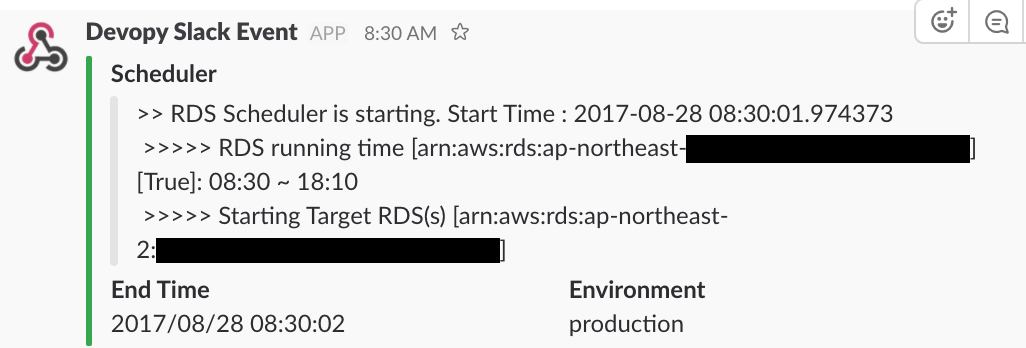 Devopy Slack Event APP 8:30 AM
Scheduler
>> RDS Scheduler is starting. Start Time : 2017-08-28 08:30:01.974373
>>>>> RDS running time [arn:aws:rds:ap-northeast-]
[True]: 08:30 ~ 18:10
>>>>> Starting Target RDS(s) [arn:aws:rds:ap-northeast-
2:]
End Time Environment
2017/08/28 08:30:02 production